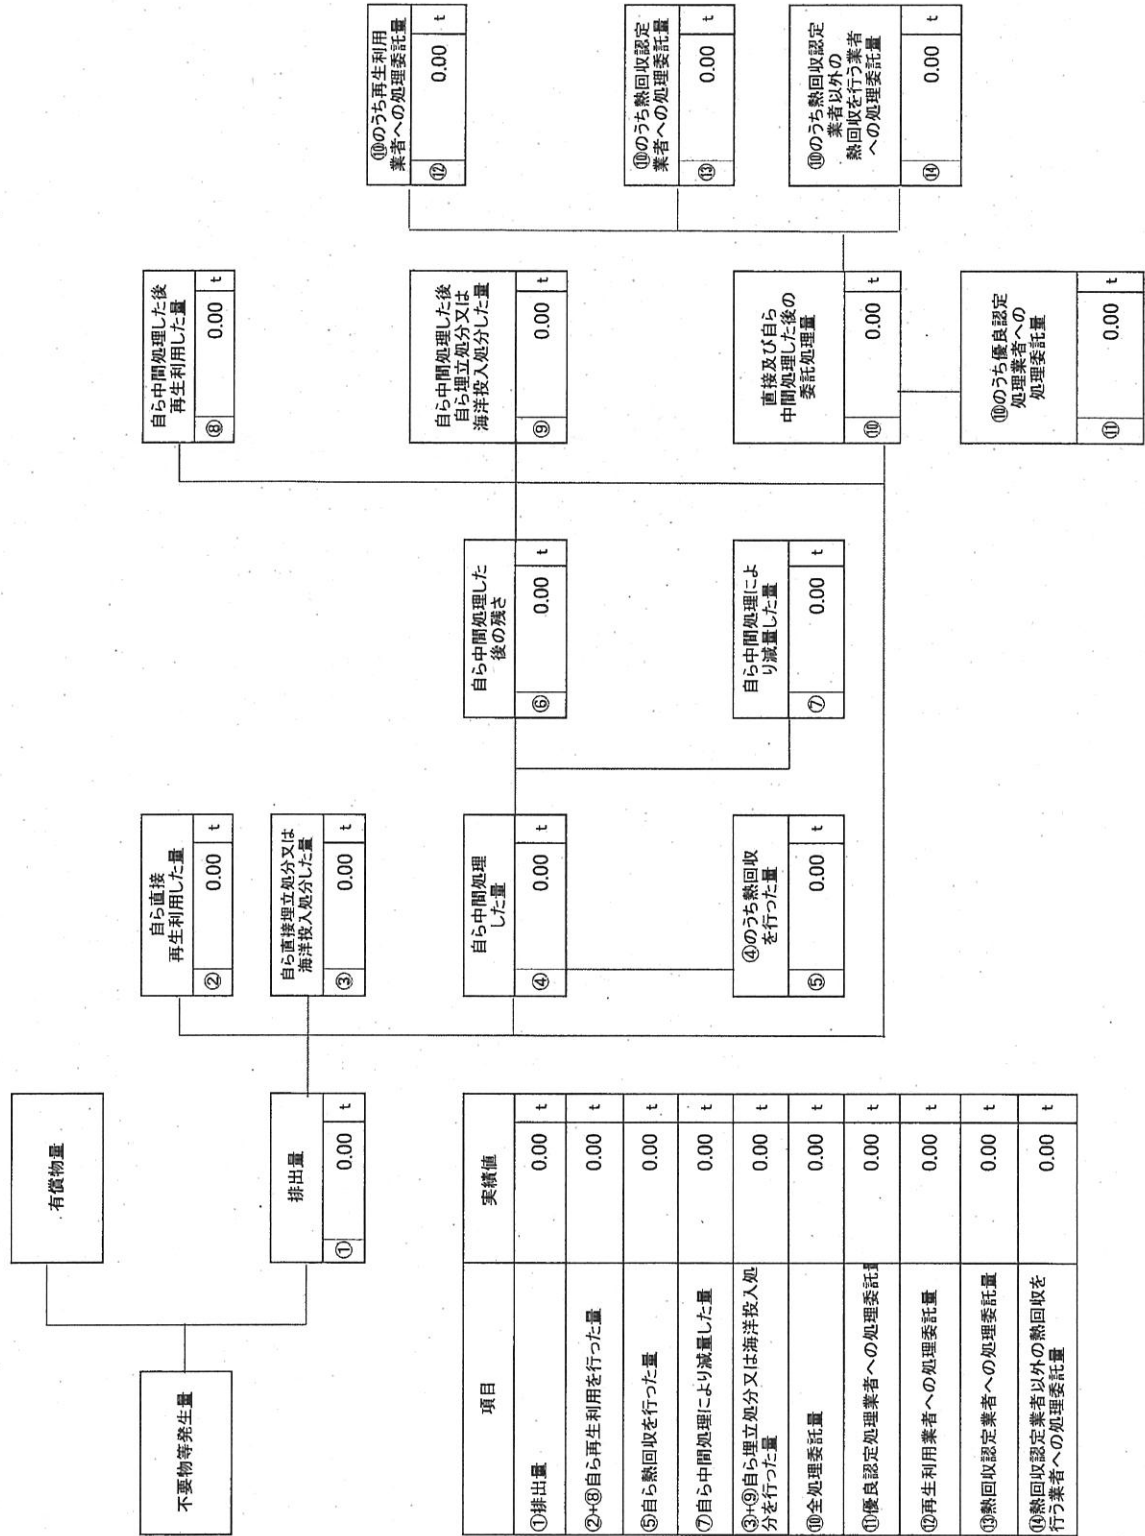 不要物等発生量
有償物量
排出量
① 0.00 t
自ら直接
再生利用した量
② 0.00 t
自ら直接埋立処分又は
海洋投入処分した量
③ 0.00 t
自ら中間処理
した量
④ 0.00 t
④のうち熱回収
を行った量
⑤ 0.00 t
自ら中間処理した
後の残さ
⑥ 0.00 t
自ら中間処理によ
り減量した量
⑦ 0.00 t
自ら中間処理した後
再生利用した量
⑧ 0.00 t
自ら中間処理した後
自ら埋立処分又は
海洋投入処分した量
⑨ 0.00 t
直接及び自ら
中間処理した後の
委託処理量
⑩ 0.00 t
⑩のうち優良認定
処理業者への
処理委託量
⑪ 0.00 t
⑩のうち再生利用
業者への処理委託量
⑫ 0.00 t
⑩のうち熱回収認定
業者への処理委託量
⑬ 0.00 t
⑩のうち熱回収認定
業者以外の
熱回収を行う業者
への処理委託量
⑭ 0.00 t
項目 実績値
①排出量 0.00 t
②+⑧自ら再生利用を行った量 0.00 t
⑤自ら熱回収を行った量 0.00 t
⑦自ら中間処理により減量した量 0.00 t
③+⑨自ら埋立処分又は海洋投入処
分を行った量 0.00 t
⑩全処理委託量 0.00 t
⑪優良認定処理業者への処理委託量 0.00 t
⑫再生利用業者への処理委託量 0.00 t
⑬熱回収認定業者への処理委託量 0.00 t
⑭熱回収認定業者以外の熱回収を
行う業者への処理委託量 0.00 t